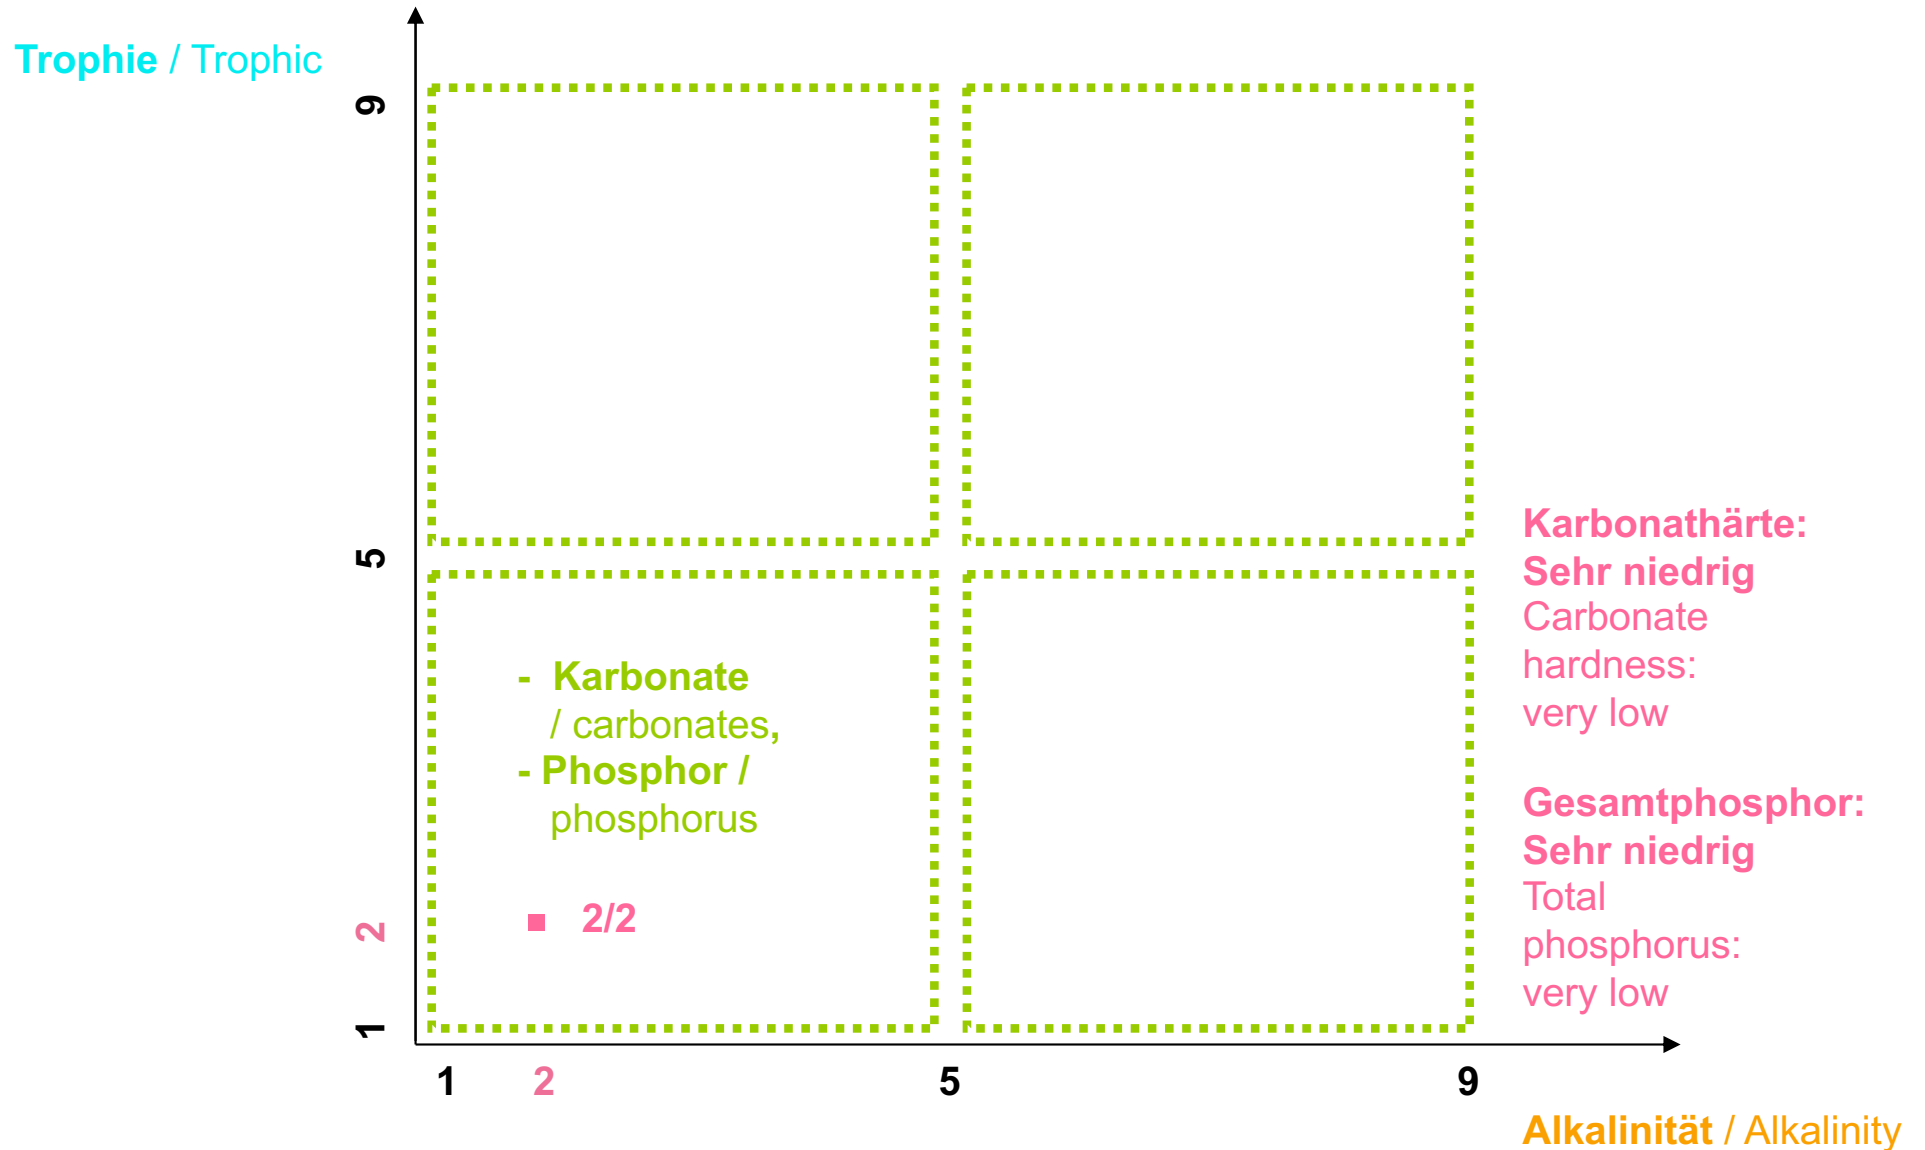 Trophie / Trophic
9
5
2
1
- Karbonate
/ carbonates,
- Phosphor /
phosphorus
2/2
Karbonathärte:
Sehr niedrig
Carbonate
hardness:
very low
Gesamtphosphor:
Sehr niedrig
Total
phosphorus:
very low
1 2 5 9
Alkalinität / Alkalinity